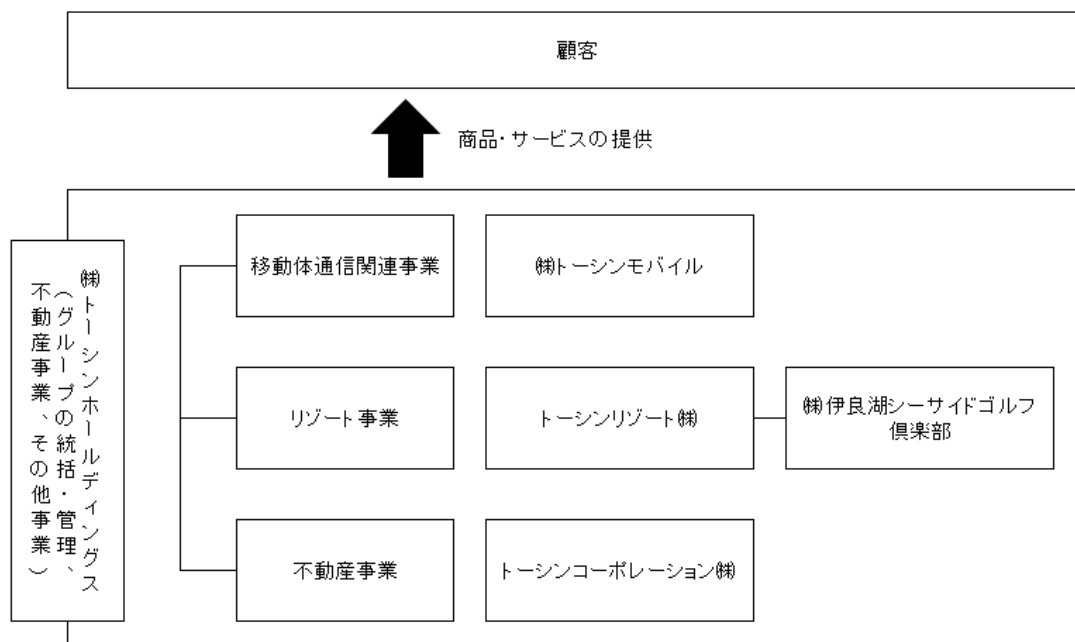 顧客
商品・サービスの提供
㈱トーシンホールディングス
（グループの統括・管理、
不動産事業、その他事業）
移動体通信関連事業
㈱トーシンモバイル
リゾート事業
トーシンリゾート㈱
㈱伊良湖シーサイドゴルフ
倶楽部
不動産事業
トーシンコーポレーション㈱